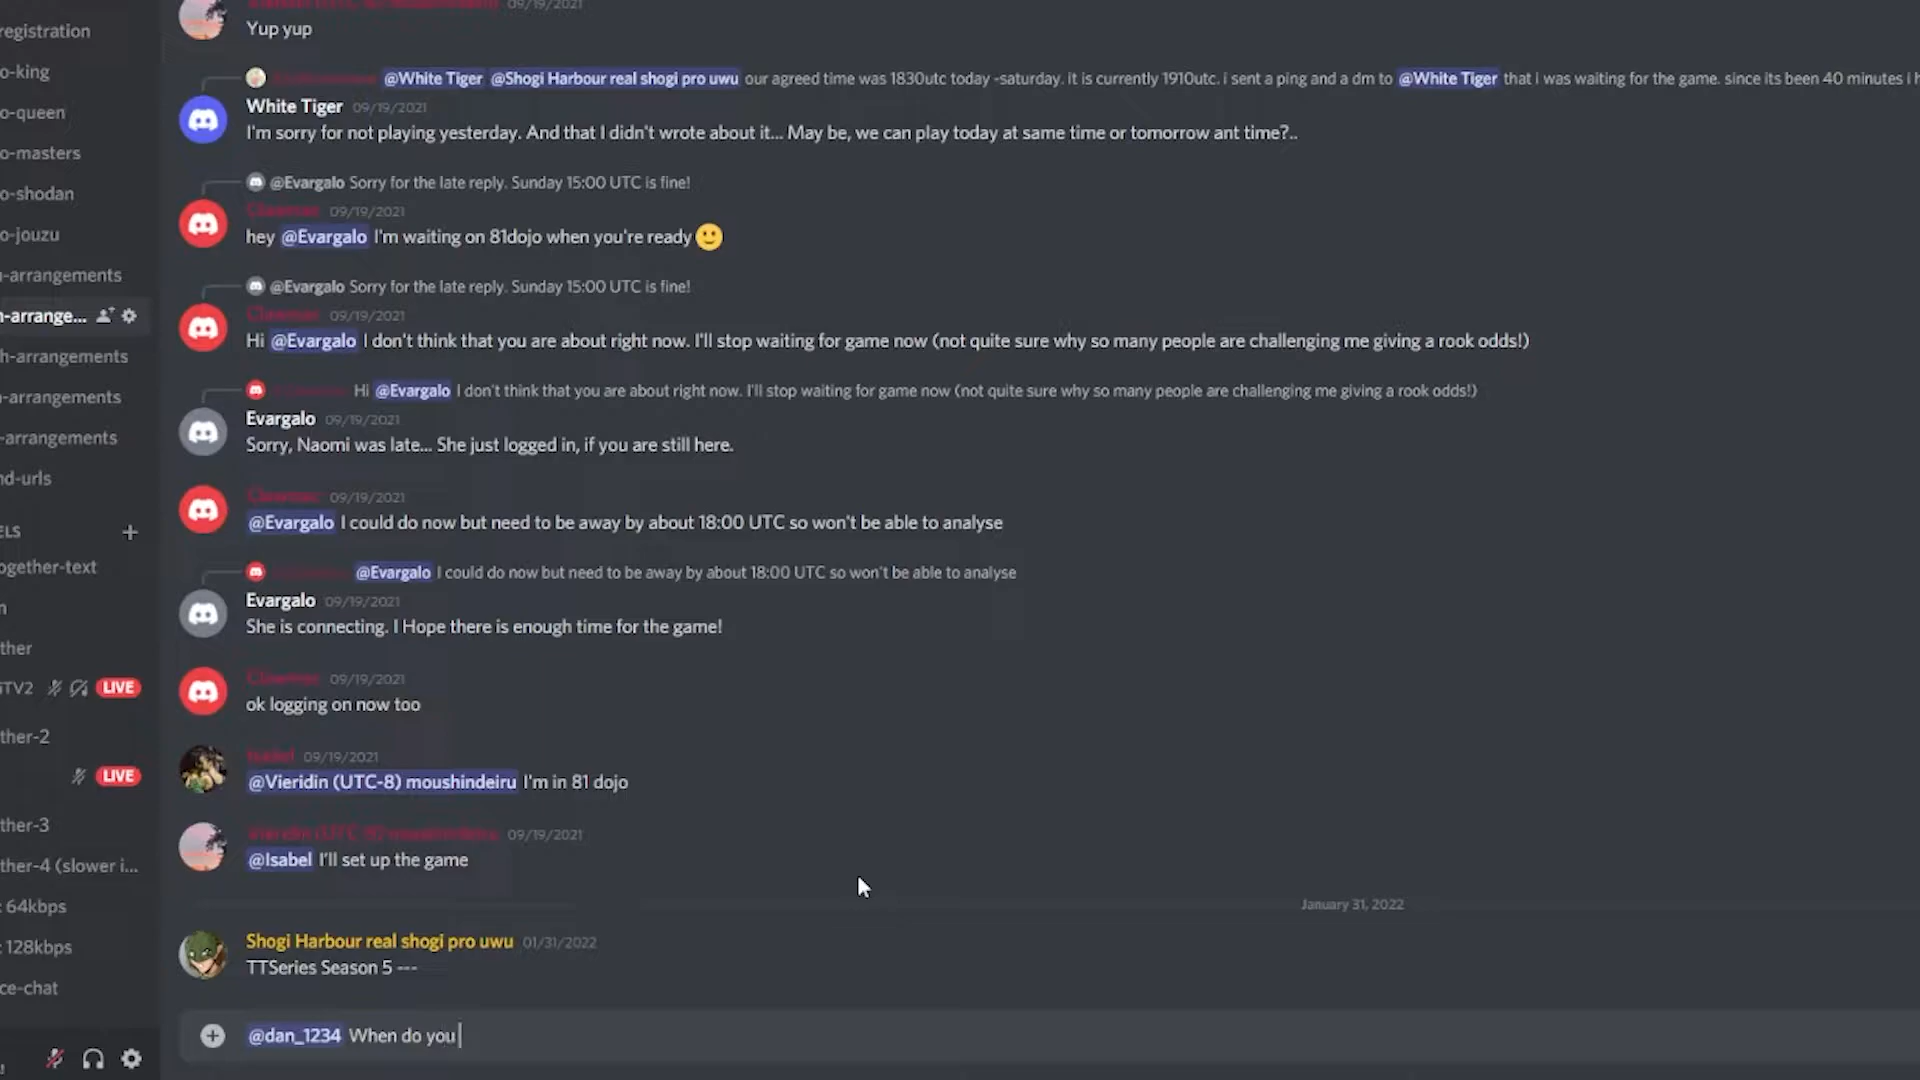 registration
o-king
o-queen
o-masters
o-shodan
o-jouzu
-arrangements
n-arrange...
h-arrangements
-arrangements
-arrangements
nd-urls
ELS
ogether-text
n
ther
iTV2 LIVE
ther-2
LIVE
ther-3
ther-4 (slower i...
: 64kbps
: 128kbps
ce-chat
Vieridin (UTC-8) moushindeiru 09/19/2021
Yup yup
@White Tiger @Shogi Harbour real shogi pro uwu our agreed time was 1830utc today -saturday. it is currently 1910utc. i sent a ping and a dm to @White Tiger that i was waiting for the game. since its been 40 minutes i h
White Tiger 09/19/2021
I'm sorry for not playing yesterday. And that I didn't wrote about it... May be, we can play today at same time or tomorrow ant time?..
@Evargalo Sorry for the late reply. Sunday 15:00 UTC is fine!
09/19/2021
hey @Evargalo I'm waiting on 81dojo when you're ready
@Evargalo Sorry for the late reply. Sunday 15:00 UTC is fine!
09/19/2021
Hi @Evargalo I don't think that you are about right now. I'll stop waiting for game now (not quite sure why so many people are challenging me giving a rook odds!)
Hi @Evargalo I don't think that you are about right now. I'll stop waiting for game now (not quite sure why so many people are challenging me giving a rook odds!)
Evargalo 09/19/2021
Sorry, Naomi was late... She just logged in, if you are still here.
09/19/2021
@Evargalo I could do now but need to be away by about 18:00 UTC so won't be able to analyse
@Evargalo I could do now but need to be away by about 18:00 UTC so won't be able to analyse
Evargalo 09/19/2021
She is connecting. I Hope there is enough time for the game!
09/19/2021
ok logging on now too
Isabel 09/19/2021
@Vieridin (UTC-8) moushindeiru I'm in 81 dojo
Vieridin (UTC-8) moushindeiru 09/19/2021
@Isabel I'll set up the game
January 31, 2022
Shogi Harbour real shogi pro uwu 01/31/2022
TTSeries Season 5 ---
@dan_1234 When do you